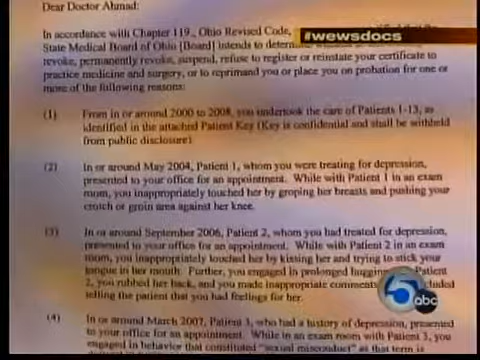 Dear Doctor Ahmad:
In accordance with Chapter 119., Ohio Revised Code,
#wewsdocs
State Medical Board of Ohio [Board] intends to determ
revoke, permanently revoke, suspend, refuse to register or reinstate your certificate to
practice medicine and surgery, or to reprimand you or place you on probation for one or
more of the following reasons:
(1) From in or around 2000 to 2008, you undertook the care of Patients 1-13, as
identified in the attached Patient Key (Key is confidential and shall be withheld
from public disclosure)
(2) In or around May 2004, Patient 1, whom you were treating for depression,
presented to your office for an appointment. While with Patient 1 in an exam
room, you inappropriately touched her by groping her breasts and pushing your
crotch or groin area against her knee.
(3) In or around September 2006, Patient 2, whom you had treated for depression,
presented to your office for an appointment. While with Patient 2 in an exam
room, you inappropriately touched her by kissing her and trying to stick your
tongue in her mouth. Further, you engaged in prolonged hugging Patient
2, you rubbed her back, and you made inappropriate comments cluded
telling the patient that you had feelings for her.
5 abc
(4) In or around March 2007, Patient 3, who had a history of depression, presented
to your office for an appointment. While in an exam room with Patient 3, you
engaged in behavior that constituted "sexual misconduct" as that term is